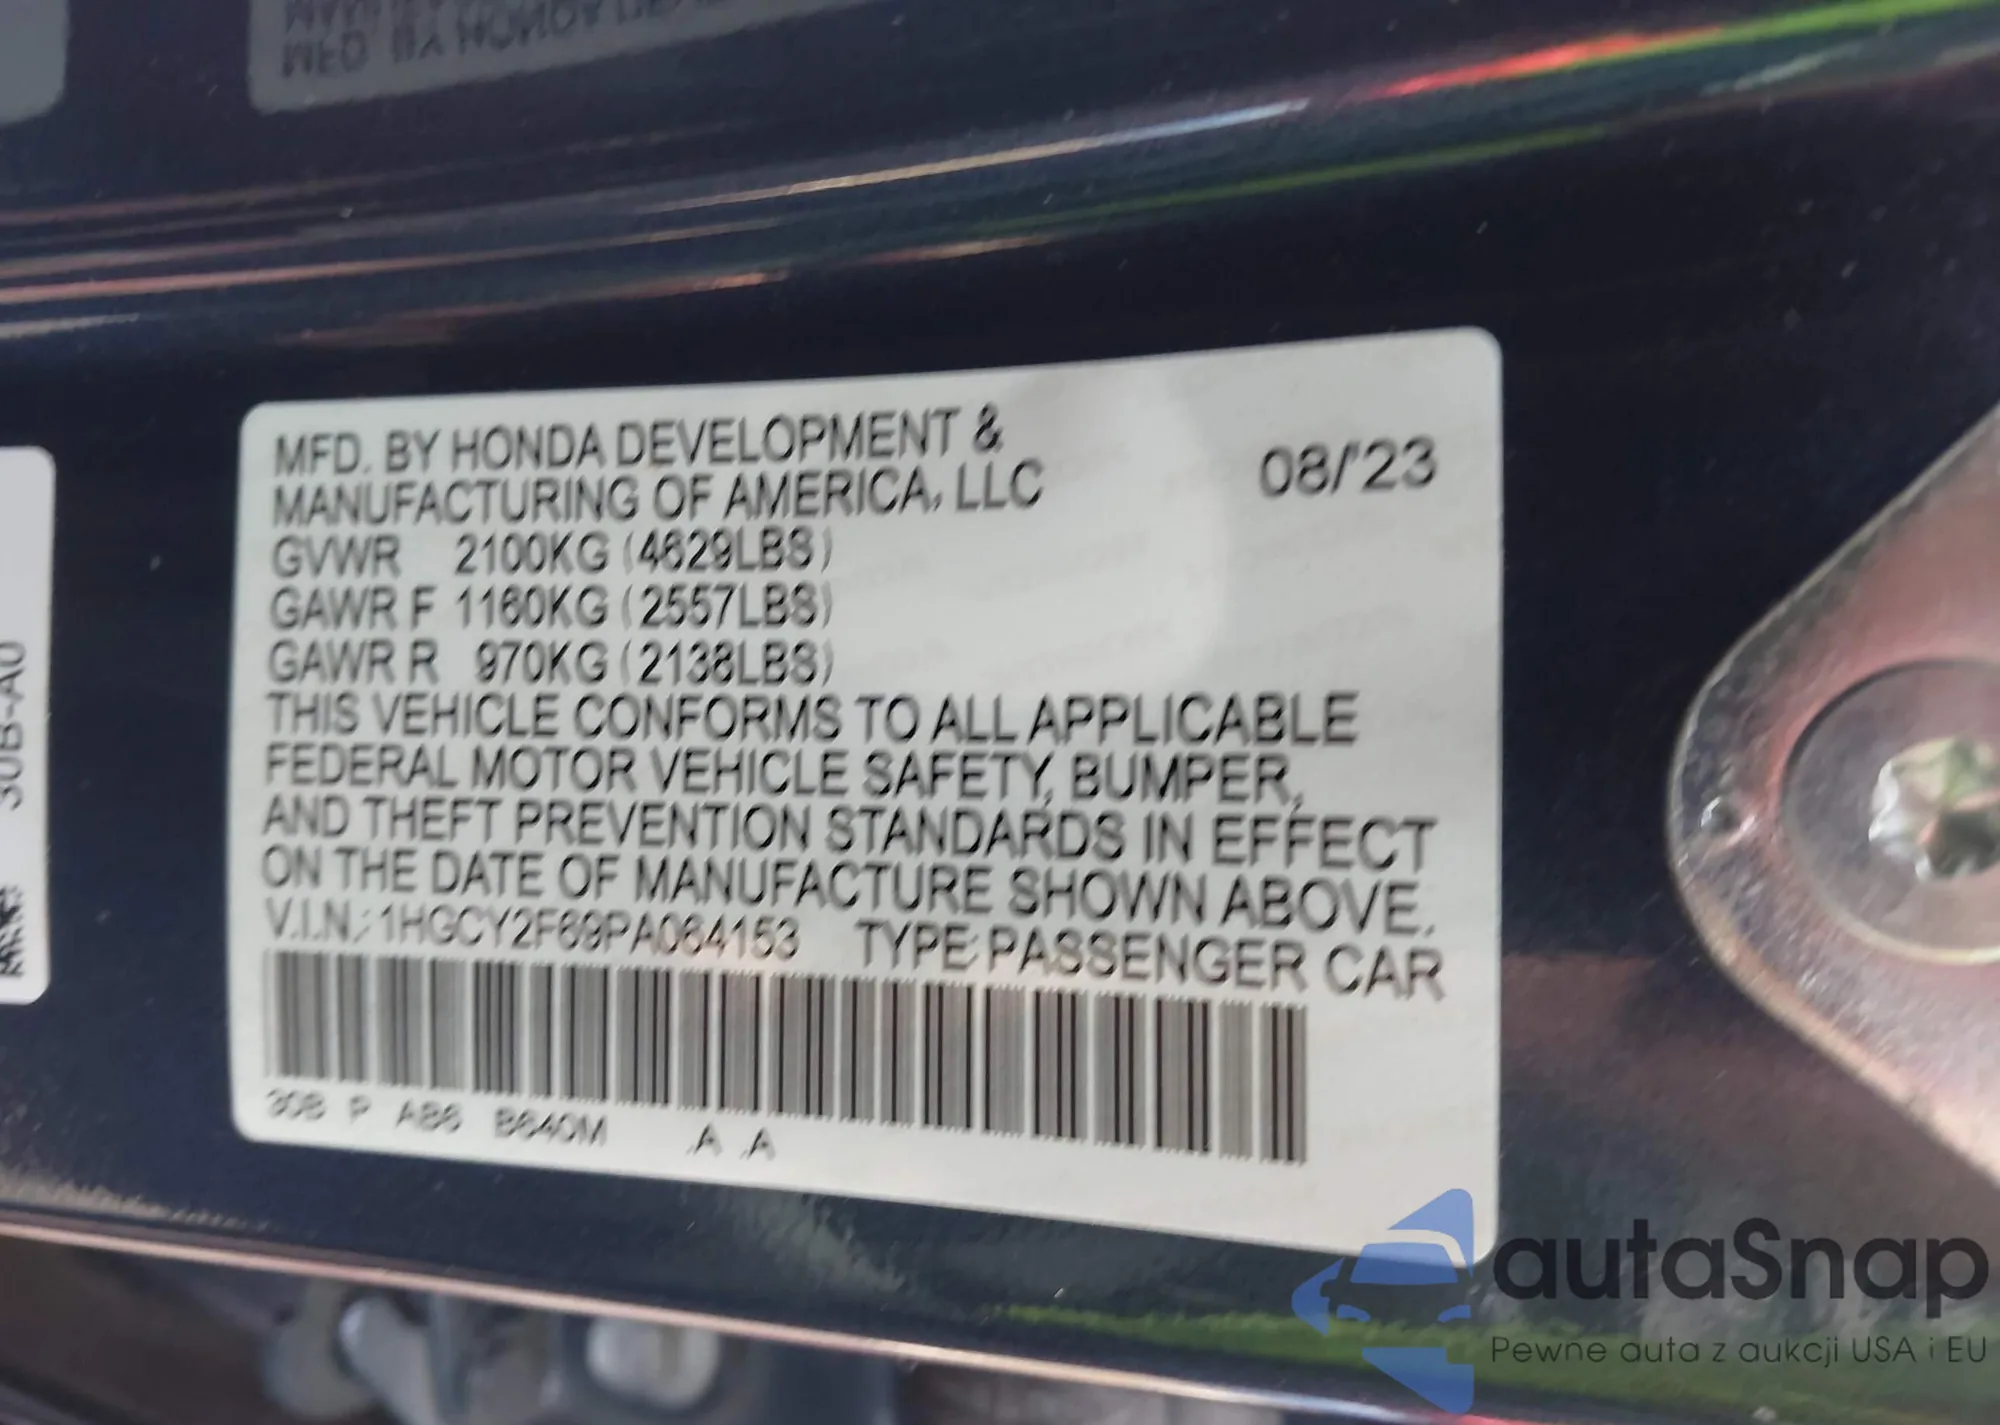 MFD. BY HONDA DEVELOPMENT &
MANUFACTURING OF AMERICA, LLC
08/'23
GVWR 2100KG (4629LBS)
GAWR F 1160KG (2557LBS)
GAWR R 970KG (2138LBS)
THIS VEHICLE CONFORMS TO ALL APPLICABLE
FEDERAL MOTOR VEHICLE SAFETY, BUMPER,
AND THEFT PREVENTION STANDARDS IN EFFECT
ON THE DATE OF MANUFACTURE SHOWN ABOVE.
V.I.N.: 1HGCY2F69PA064153 TYPE: PASSENGER CAR
30B P AB6 B640M .A .A
30B-A0
autaSnap
Pewne auta z aukcji USA i EU